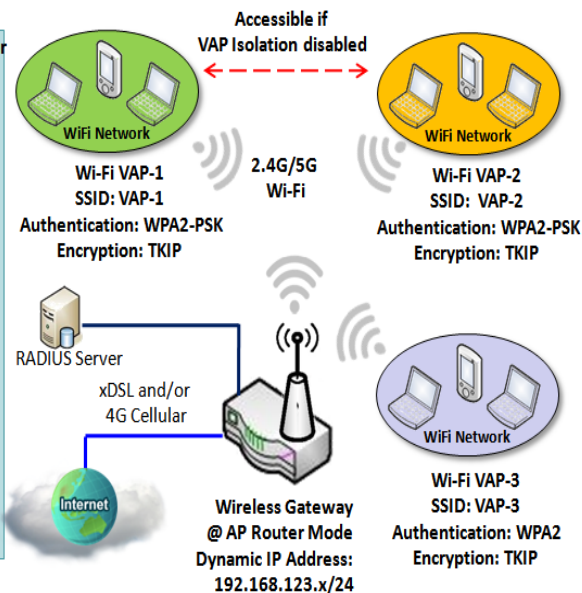 Accessible if
VAP Isolation disabled
r
WiFi Network
WiFi Network
Wi-Fi VAP-1
SSID: VAP-1
Authentication: WPA2-PSK
Encryption: TKIP
2.4G/5G
Wi-Fi
Wi-Fi VAP-2
SSID: VAP-2
Authentication: WPA2-PSK
Encryption: TKIP
RADIUS Server
xDSL and/or
4G Cellular
Internet
Wireless Gateway
@ AP Router Mode
Dynamic IP Address:
192.168.123.x/24
WiFi Network
Wi-Fi VAP-3
SSID: VAP-3
Authentication: WPA2
Encryption: TKIP